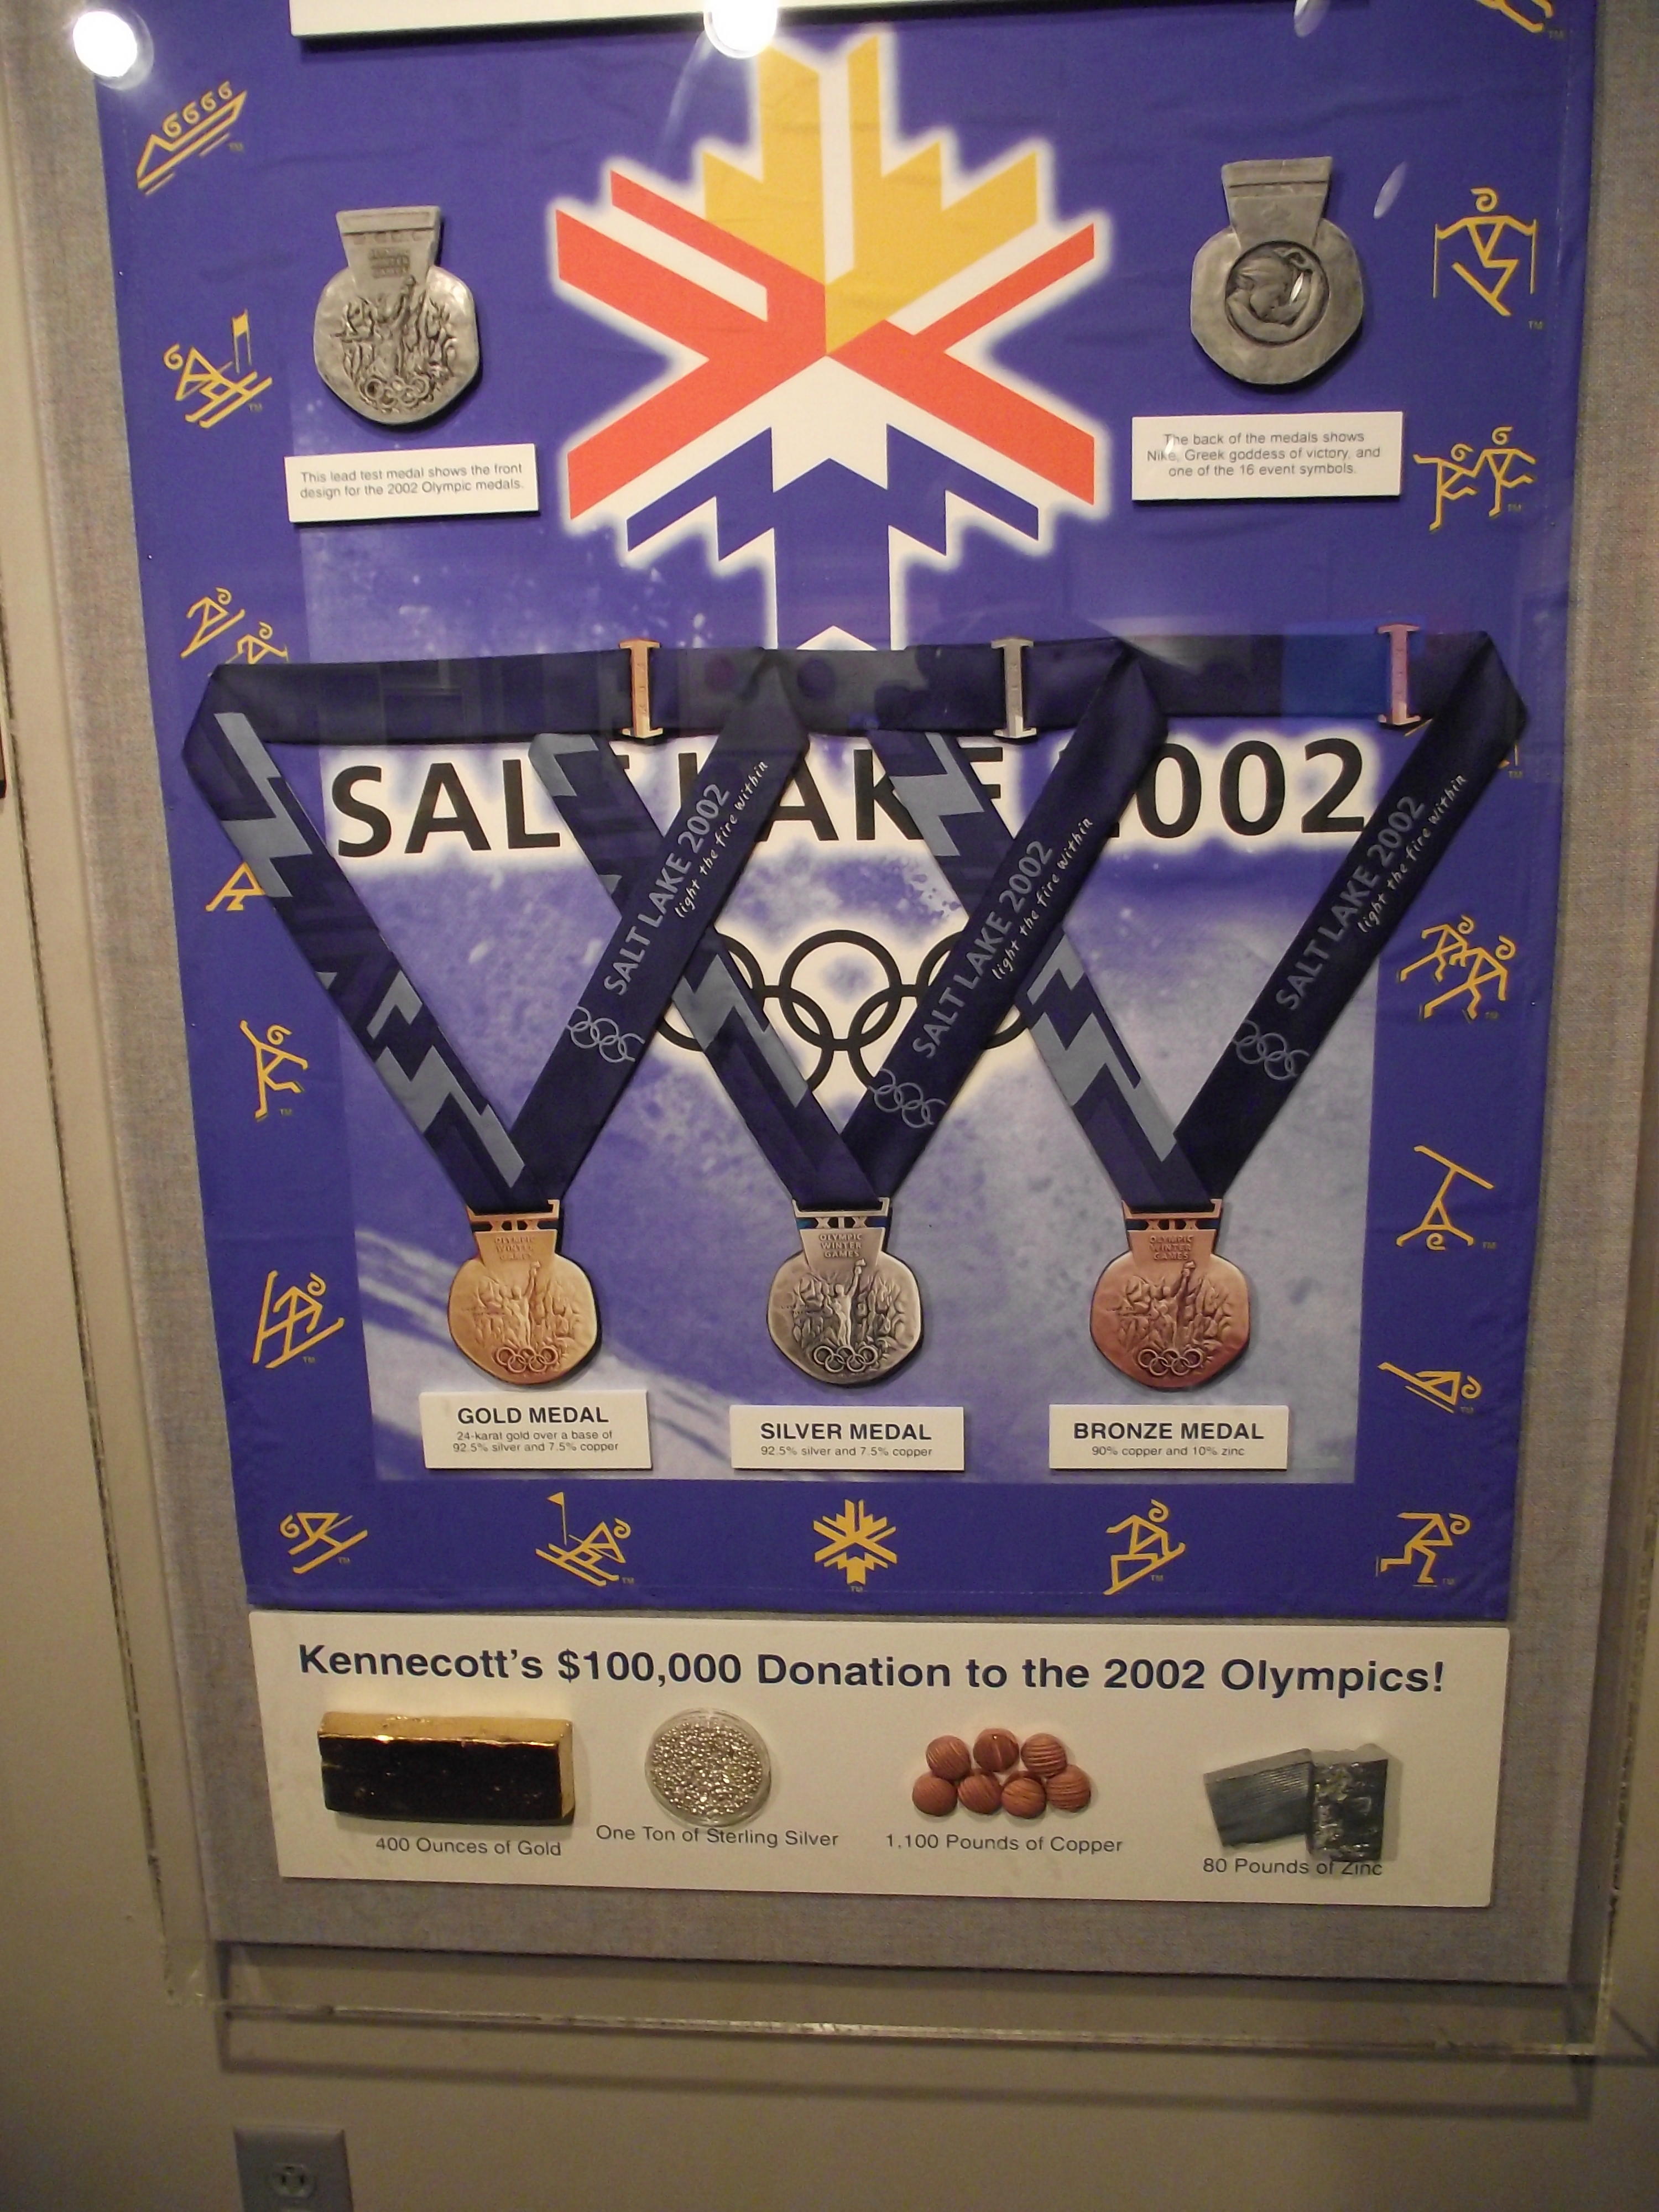 This lead test medal shows the front
design for the 2002 Olympic medals.
The back of the medals shows
Nike, Greek goddess of victory, and
one of the 16 event symbols.
SALT LAKE 2002
SALT LAKE 2002
light the fire within
SALT LAKE 2002
light the fire within
SALT LAKE 2002
light the fire within
XIX
OLYMPIC
WINTER
GAMES
XIX
OLYMPIC
WINTER
GAMES
XIX
OLYMPIC
WINTER
GAMES
GOLD MEDAL
24-karat gold over a base of
92.5% silver and 7.5% copper
SILVER MEDAL
92.5% silver and 7.5% copper
BRONZE MEDAL
90% copper and 10% zinc
Kennecott's $100,000 Donation to the 2002 Olympics!
400 Ounces of Gold
One Ton of Sterling Silver
1,100 Pounds of Copper
80 Pounds of Zinc